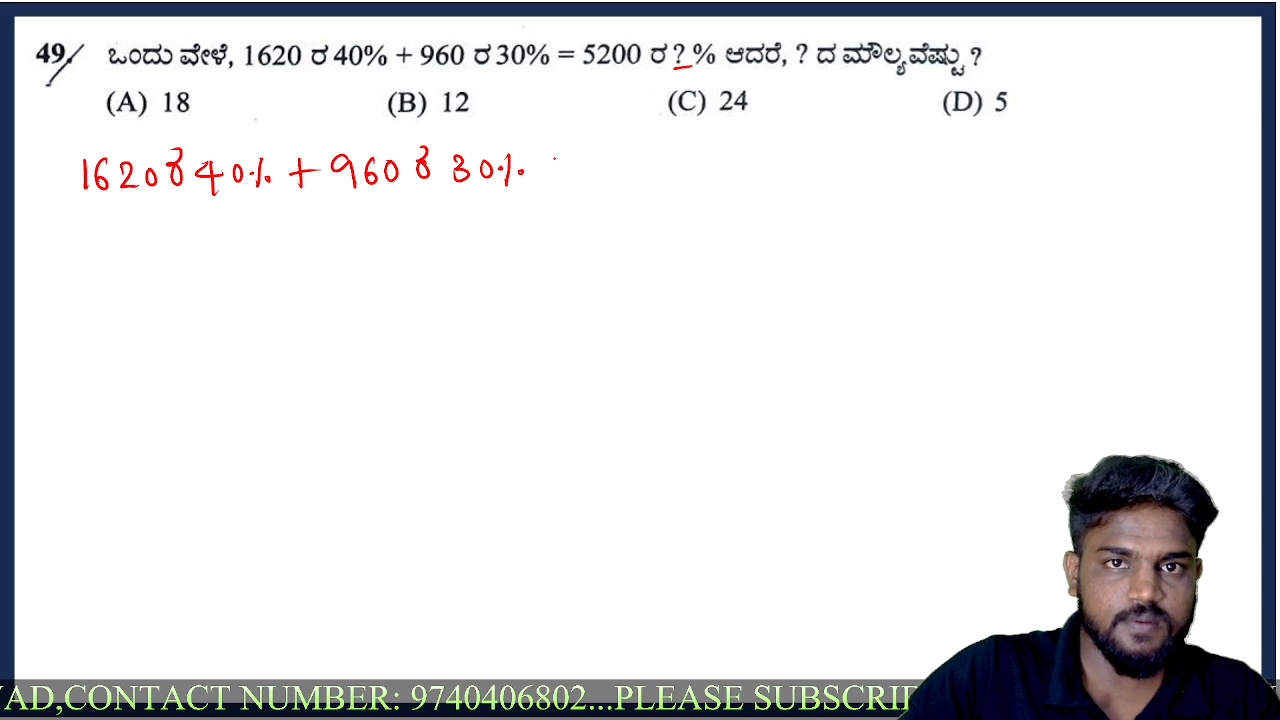 49. ಒಂದು ವೇಳೆ, 1620 ರ 40% + 960 ರ 30% = 5200 ರ ? % ಆದರೆ, ? ದ ಮೌಲ್ಯವೆಷ್ಟು ?
(A) 18 (B) 12 (C) 24 (D) 5
1620 ರ 40% + 960 ರ 30%
AD,CONTACT NUMBER: 9740406802...PLEASE SUBSCRI